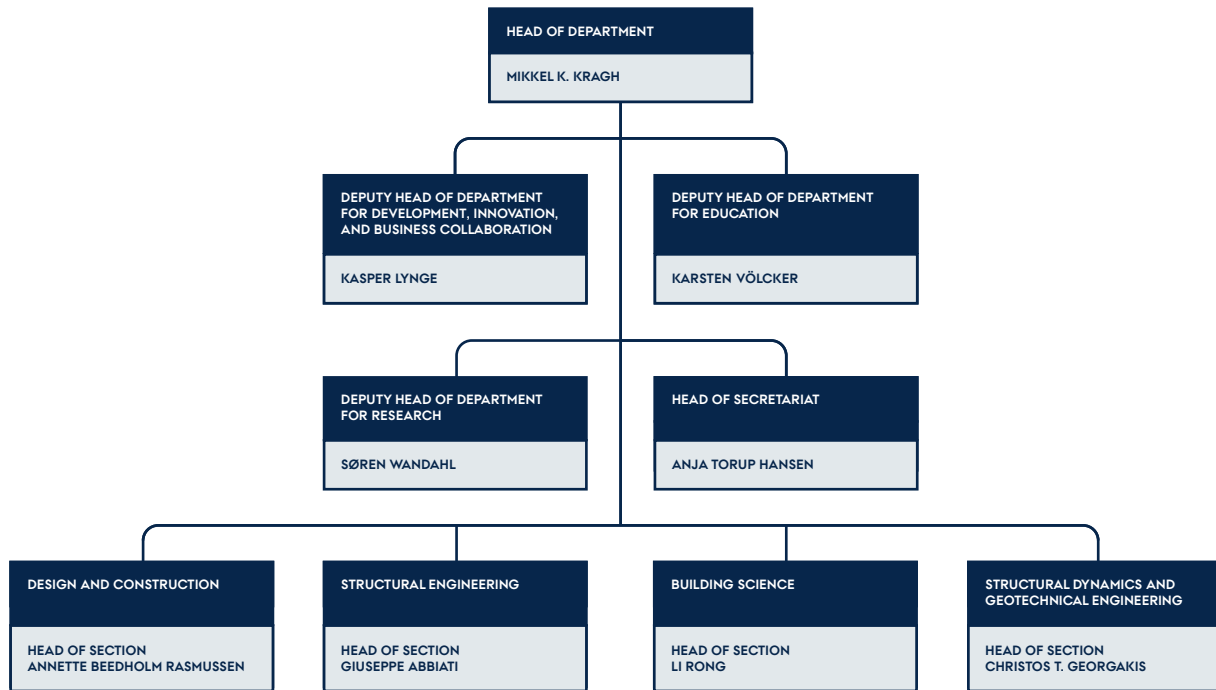 HEAD OF DEPARTMENT
MIKKEL K. KRAGH
DEPUTY HEAD OF DEPARTMENT
FOR DEVELOPMENT, INNOVATION,
AND BUSINESS COLLABORATION
KASPER LYNGE
DEPUTY HEAD OF DEPARTMENT
FOR EDUCATION
KARSTEN VÖLCKER
DEPUTY HEAD OF DEPARTMENT
FOR RESEARCH
SØREN WANDAHL
HEAD OF SECRETARIAT
ANJA TORUP HANSEN
DESIGN AND CONSTRUCTION
HEAD OF SECTION
ANNETTE BEEDHOLM RASMUSSEN
STRUCTURAL ENGINEERING
HEAD OF SECTION
GIUSEPPE ABBIATI
BUILDING SCIENCE
HEAD OF SECTION
LI RONG
STRUCTURAL DYNAMICS AND
GEOTECHNICAL ENGINEERING
HEAD OF SECTION
CHRISTOS T. GEORGAKIS